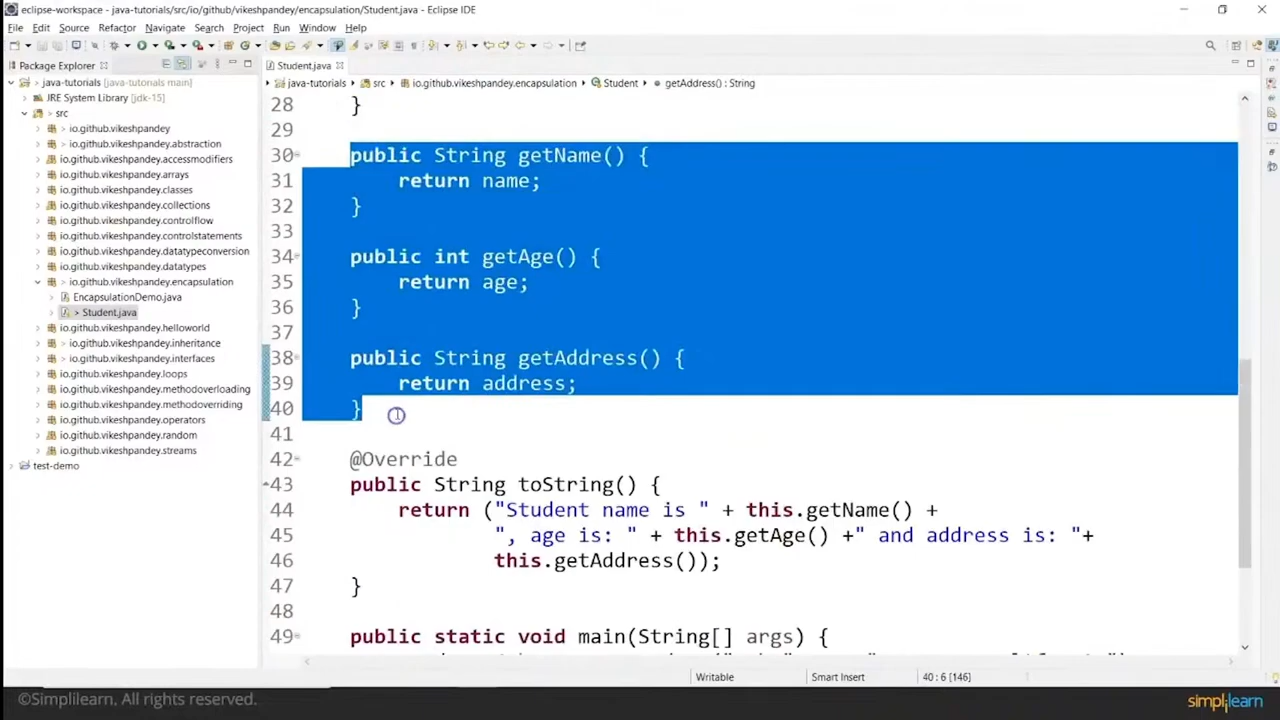 eclipse-workspace - java-tutorials/src/io/github/vikeshpandey/encapsulation/Student.java - Eclipse IDE
File Edit Source Refactor Navigate Search Project Run Window Help
Package Explorer
java-tutorials [java-tutorials main]
JRE System Library [jdk-15]
src
> io.github.vikeshpandey
> io.github.vikeshpandey.abstraction
io.github.vikeshpandey.accessmodifiers
io.github.vikeshpandey.arrays
io.github.vikeshpandey.classes
io.github.vikeshpandey.collections
io.github.vikeshpandey.controlflow
io.github.vikeshpandey.controlstatements
io.github.vikeshpandey.datatypeconversion
io.github.vikeshpandey.datatypes
> io.github.vikeshpandey.encapsulation
EncapsulationDemo.java
> Student.java
io.github.vikeshpandey.helloworld
> io.github.vikeshpandey.inheritance
> io.github.vikeshpandey.interfaces
io.github.vikeshpandey.loops
io.github.vikeshpandey.methodoverloading
io.github.vikeshpandey.methodoverriding
io.github.vikeshpandey.operators
io.github.vikeshpandey.random
io.github.vikeshpandey.streams
test-demo
Student.java
java-tutorials src io.github.vikeshpandey.encapsulation Student getAddress() : String
28 }
29
30 public String getName() {
31 return name;
32 }
33
34 public int getAge() {
35 return age;
36 }
37
38 public String getAddress() {
39 return address;
40 }
41
42 @Override
43 public String toString() {
44 return ("Student name is " + this.getName() +
45 ", age is: " + this.getAge() +" and address is: "+
46 this.getAddress());
47 }
48
49 public static void main(String[] args) {
Writable Smart Insert 40 : 6 [146]
©Simplilearn. All rights reserved.
simplilearn